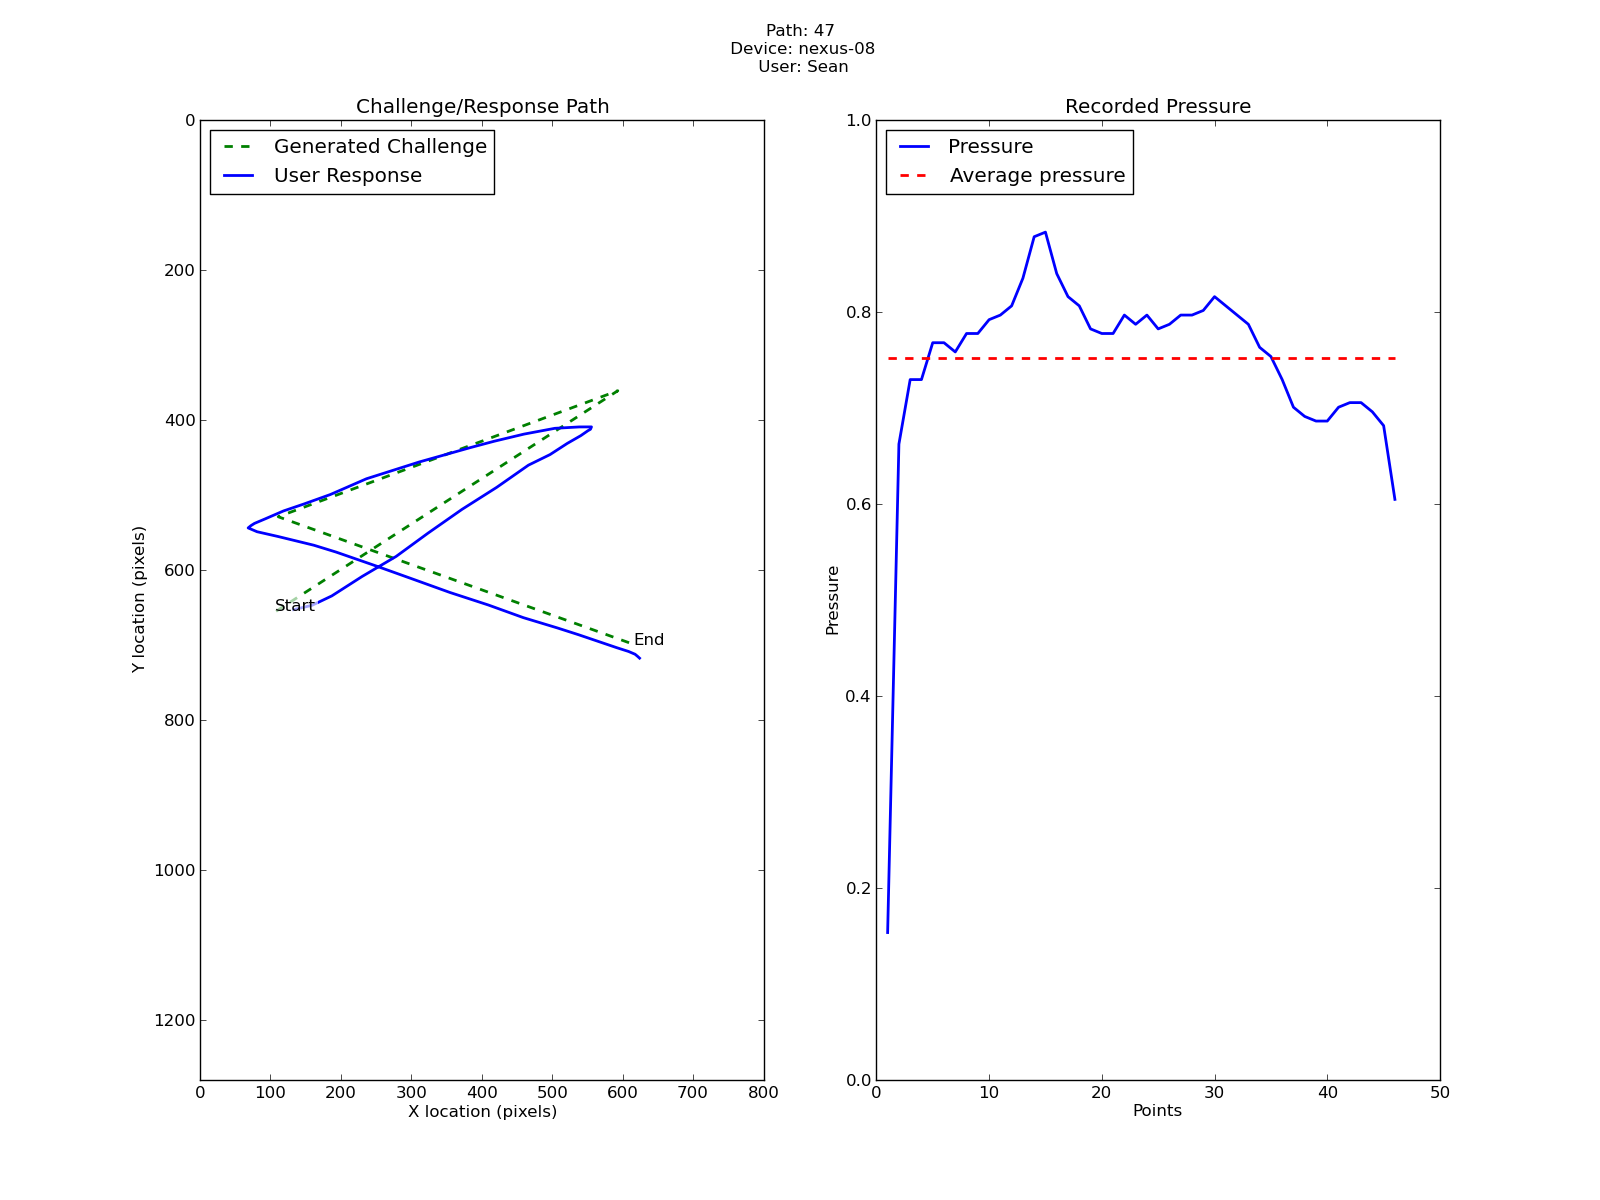 Path: 47
Device: nexus-08
User: Sean
Challenge/Response Path
Generated Challenge
User Response
0
200
400
600
800
1000
1200
Y location (pixels)
Start
End
0 100 200 300 400 500 600 700 800
X location (pixels)
Recorded Pressure
Pressure
Average pressure
1.0
0.8
0.6
0.4
0.2
0.0
Pressure
0 10 20 30 40 50
Points